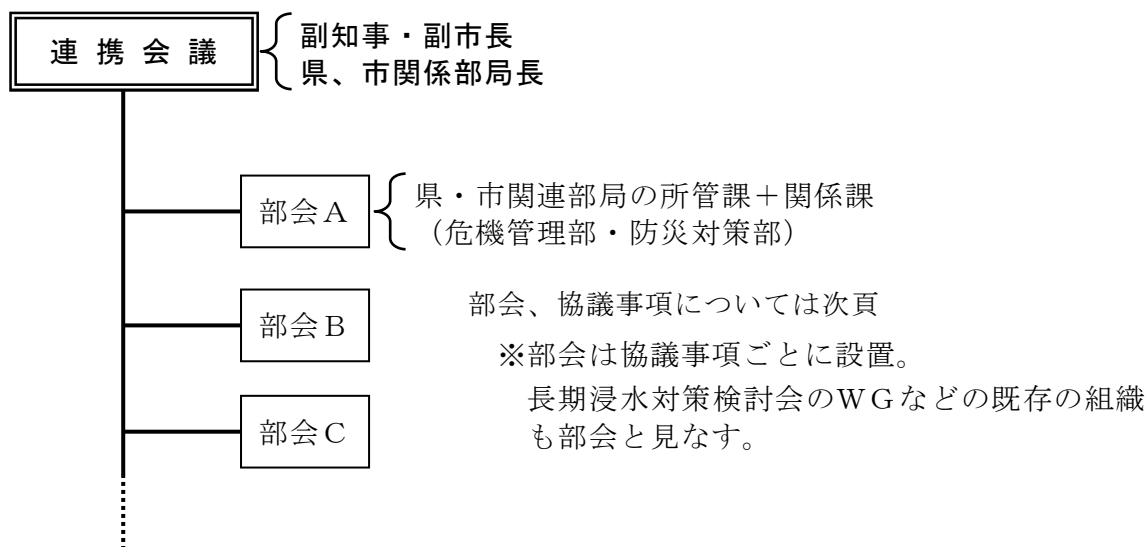 連 携 会 議
副知事・副市長
県、市関係部局長
部会A
県・市関連部局の所管課＋関係課
（危機管理部・防災対策部）
部会B
部会、協議事項については次頁
※部会は協議事項ごとに設置。
長期浸水対策検討会のWGなどの既存の組織
も部会と見なす。
部会C